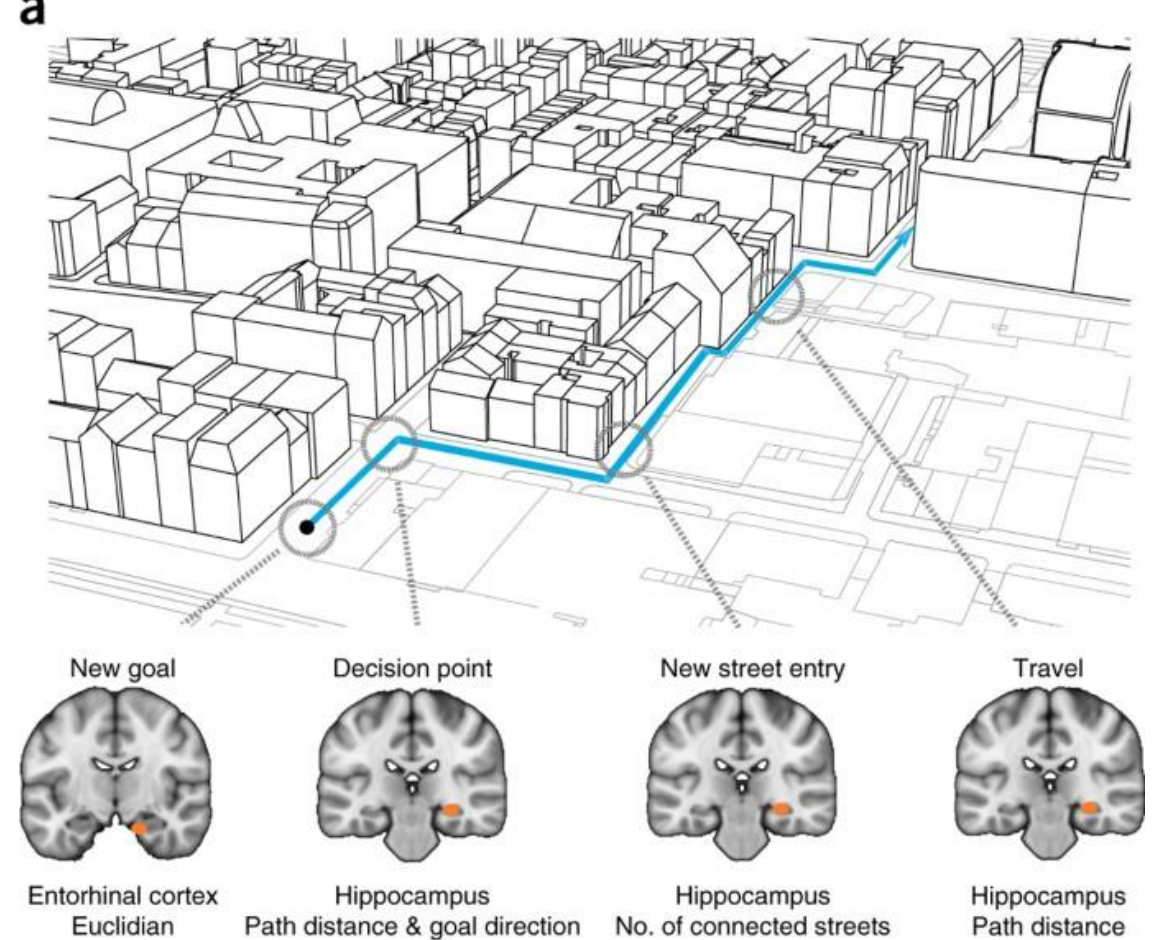 a
New goal
Decision point
New street entry
Travel
Entorhinal cortex
Euclidian
Hippocampus
Path distance & goal direction
Hippocampus
No. of connected streets
Hippocampus
Path distance